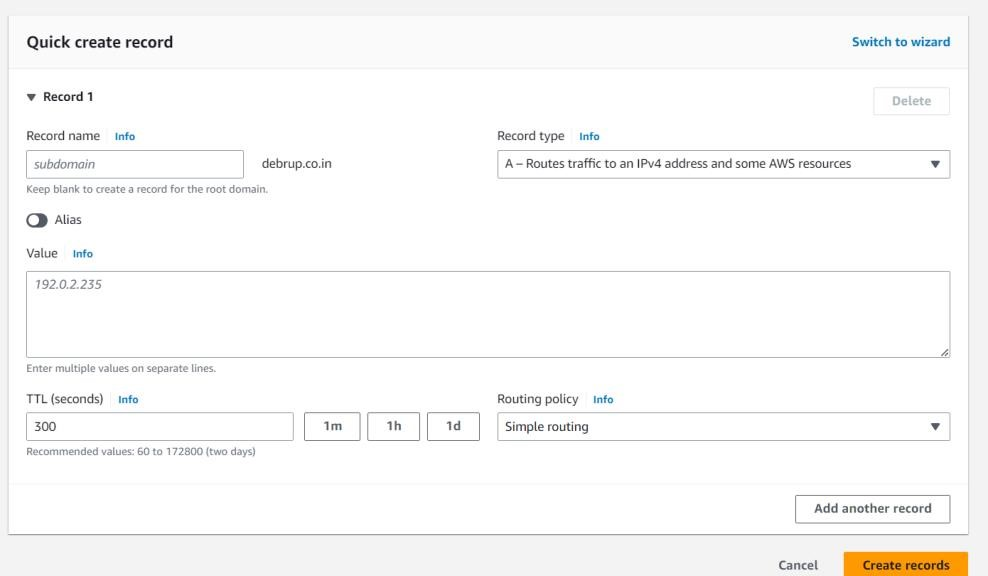 Quick create record
Switch to wizard
Record 1
Delete
Record name Info
Record type Info
subdomain
debrup.co.in
A – Routes traffic to an IPv4 address and some AWS resources
Keep blank to create a record for the root domain.
Alias
Value Info
192.0.2.235
Enter multiple values on separate lines.
TTL (seconds) Info
Routing policy Info
300
1m
1h
1d
Simple routing
Recommended values: 60 to 172800 (two days)
Add another record
Cancel
Create records